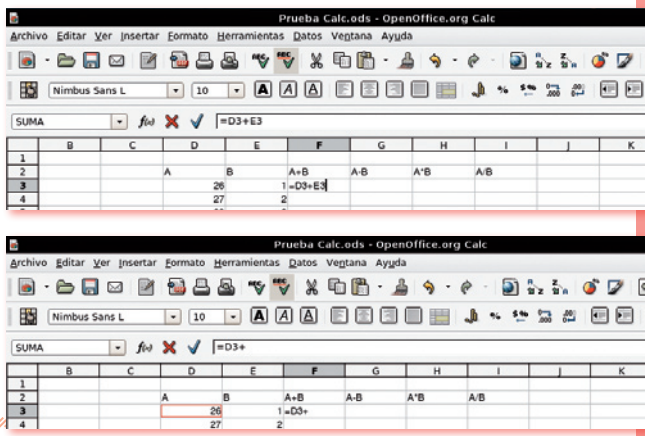 Prueba Calc.ods - OpenOffice.org Calc
Archivo Editar Ver Insertar Formato Herramientas Datos Ventana Ayuda
Nimbus Sans L 10 A A A
SUMA f(x) =D3+E3
B C D E F G H I J K
1
2 A B A+B A-B A*B A/B
3 26 1 =D3+E3
4 27 2
Prueba Calc.ods - OpenOffice.org Calc
Archivo Editar Ver Insertar Formato Herramientas Datos Ventana Ayuda
Nimbus Sans L 10 A A A
SUMA f(x) =D3+
B C D E F G H I J K
1
2 A B A+B A-B A*B A/B
3 26 1 =D3+
4 27 2